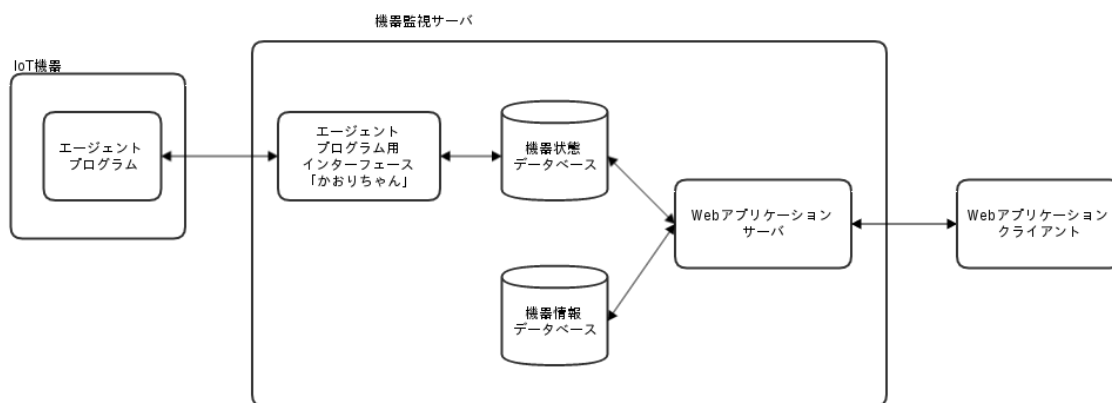 機器監視サーバ
IoT機器
エージェント
プログラム
エージェント
プログラム用
インターフェース
「かおりちゃん」
機器状態
データベース
機器情報
データベース
Webアプリケーション
サーバ
Webアプリケーション
クライアント